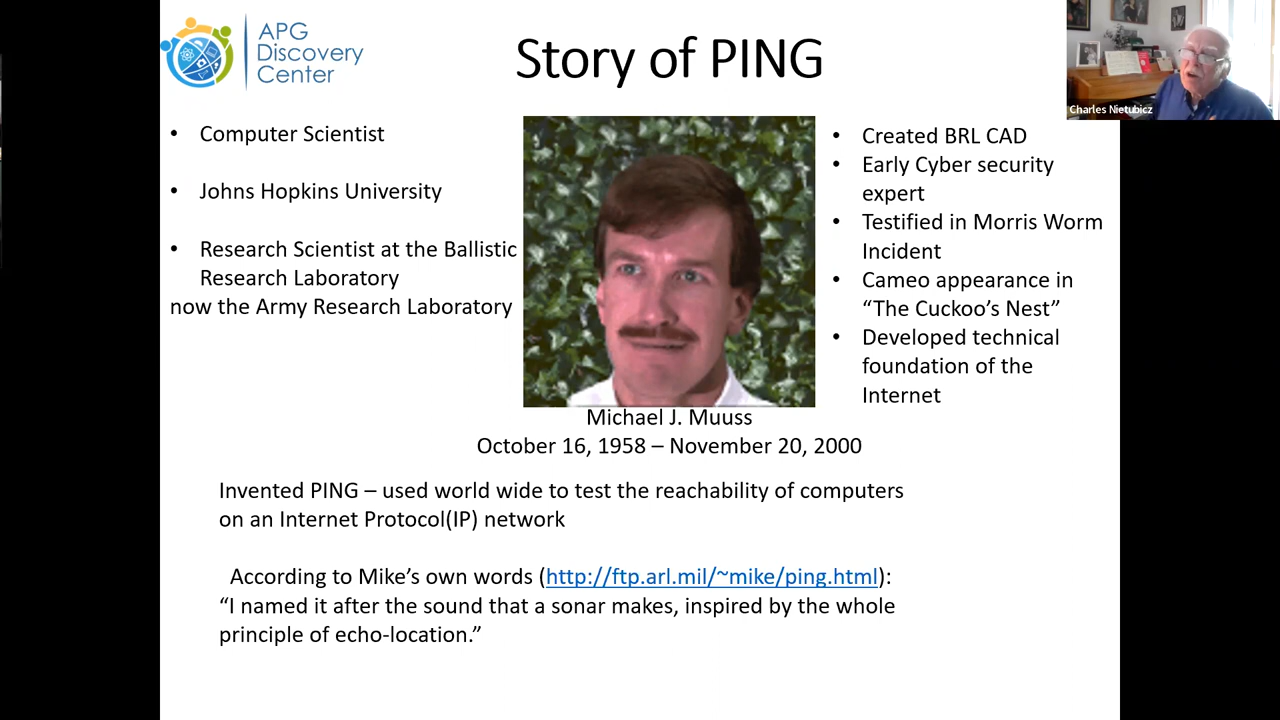 APG
Discovery
Center
Story of PING
Charles Nietubicz
• Computer Scientist
• Johns Hopkins University
• Research Scientist at the Ballistic
Research Laboratory
now the Army Research Laboratory
• Created BRL CAD
• Early Cyber security
expert
• Testified in Morris Worm
Incident
• Cameo appearance in
“The Cuckoo’s Nest”
• Developed technical
foundation of the
Internet
Michael J. Muuss
October 16, 1958 – November 20, 2000
Invented PING – used world wide to test the reachability of computers
on an Internet Protocol(IP) network
According to Mike’s own words (http://ftp.arl.mil/~mike/ping.html):
“I named it after the sound that a sonar makes, inspired by the whole
principle of echo-location.”